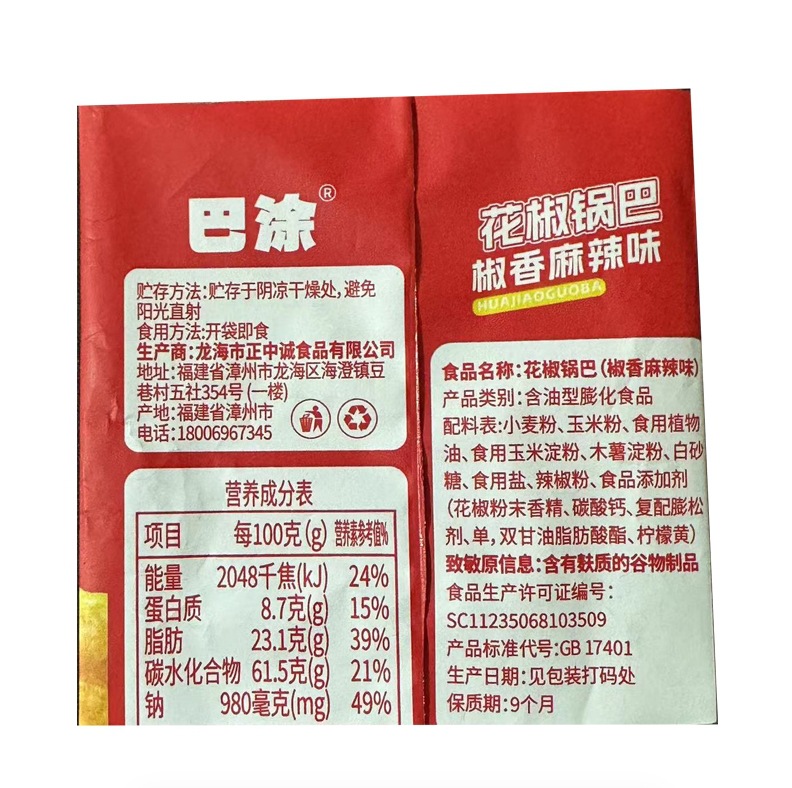 巴涂®
贮存方法:贮存于阴凉干燥处,避免
阳光直射
食用方法:开袋即食
生产商:龙海市正中诚食品有限公司
地址:福建省漳州市龙海区海澄镇豆
巷村五社354号(一楼)
产地:福建省漳州市
电话:18006967345
营养成分表
项目 每100克(g) 营养素参考值%
能量 2048千焦(kJ) 24%
蛋白质 8.7克(g) 15%
脂肪 23.1克(g) 39%
碳水化合物 61.5克(g) 21%
钠 980毫克(mg) 49%
花椒锅巴
椒香麻辣味
HUAJIAOGUOBA
食品名称:花椒锅巴(椒香麻辣味)
产品类别:含油型膨化食品
配料表:小麦粉、玉米粉、食用植物
油、食用玉米淀粉、木薯淀粉、白砂
糖、食用盐、辣椒粉、食品添加剂
(花椒粉末香精、碳酸钙、复配膨松
剂、单,双甘油脂肪酸酯、柠檬黄)
致敏原信息:含有麸质的谷物制品
食品生产许可证编号:
SC11235068103509
产品标准代号:GB 17401
生产日期:见包装打码处
保质期:9个月